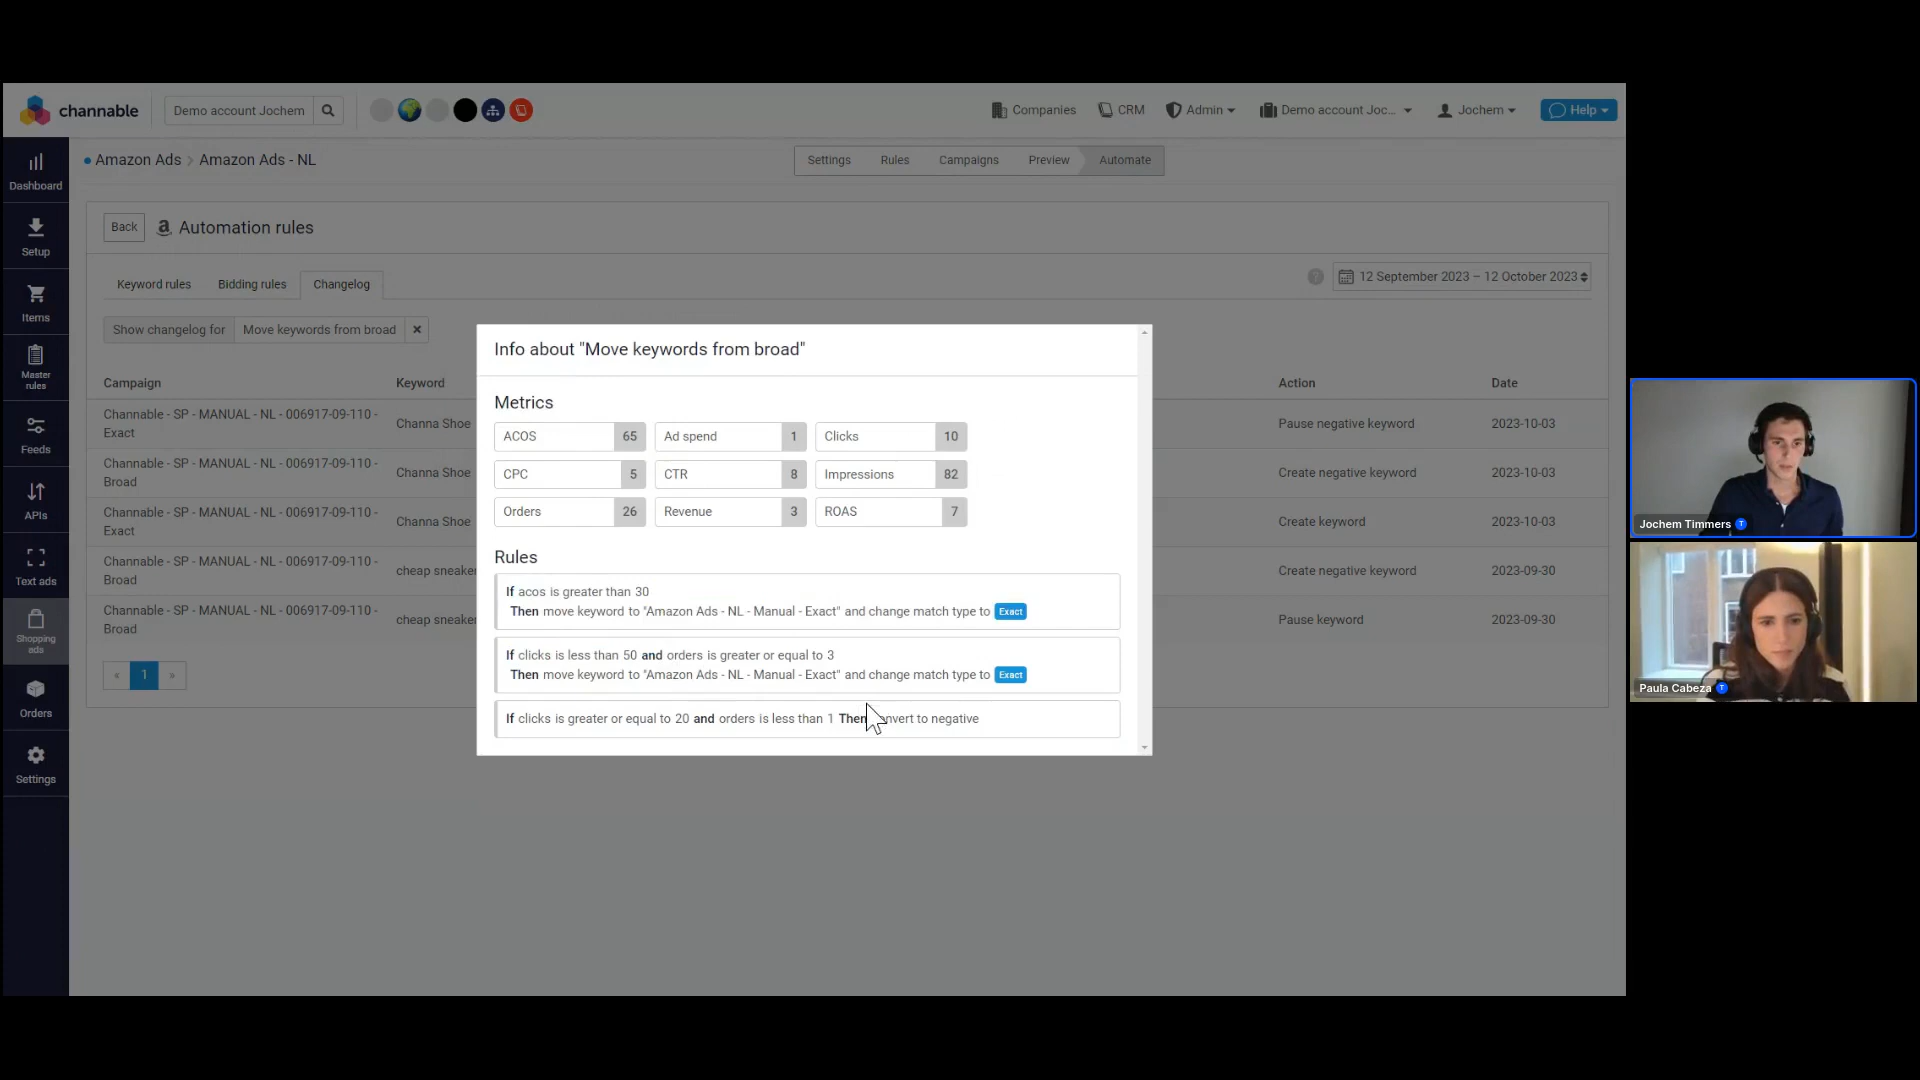 channable
Demo account Jochem
Companies
CRM
Admin
Demo account Joc...
Jochem
Help
Amazon Ads > Amazon Ads - NL
Settings
Rules
Campaigns
Preview
Automate
Dashboard
Setup
Items
Master
rules
Feeds
APIs
Text ads
Shopping
ads
Orders
Settings
Back
a Automation rules
Keyword rules
Bidding rules
Changelog
?
12 September 2023 – 12 October 2023
Show changelog for
Move keywords from broad ×
Campaign
Keyword
Action
Date
Channable - SP - MANUAL - NL - 006917-09-110 -
Exact
Channa Shoe
Pause negative keyword
2023-10-03
Channable - SP - MANUAL - NL - 006917-09-110 -
Broad
Channa Shoe
Create negative keyword
2023-10-03
Channable - SP - MANUAL - NL - 006917-09-110 -
Exact
Channa Shoe
Create keyword
2023-10-03
Channable - SP - MANUAL - NL - 006917-09-110 -
Broad
cheap sneaker
Create negative keyword
2023-09-30
Channable - SP - MANUAL - NL - 006917-09-110 -
Broad
cheap sneaker
Pause keyword
2023-09-30
« 1 »
Info about "Move keywords from broad"
Metrics
ACOS 65
Ad spend 1
Clicks 10
CPC 5
CTR 8
Impressions 82
Orders 26
Revenue 3
ROAS 7
Rules
If acos is greater than 30
Then move keyword to "Amazon Ads - NL - Manual - Exact" and change match type to Exact
If clicks is less than 50 and orders is greater or equal to 3
Then move keyword to "Amazon Ads - NL - Manual - Exact" and change match type to Exact
If clicks is greater or equal to 20 and orders is less than 1 Then to negative
Jochem Timmers T
Paula Cabeza T